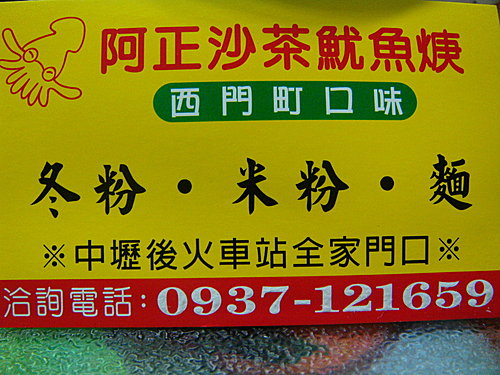 阿正沙茶魷魚焿
西門町口味
冬粉・米粉・麵
※中壢後火車站全家門口※
洽詢電話:0937-121659